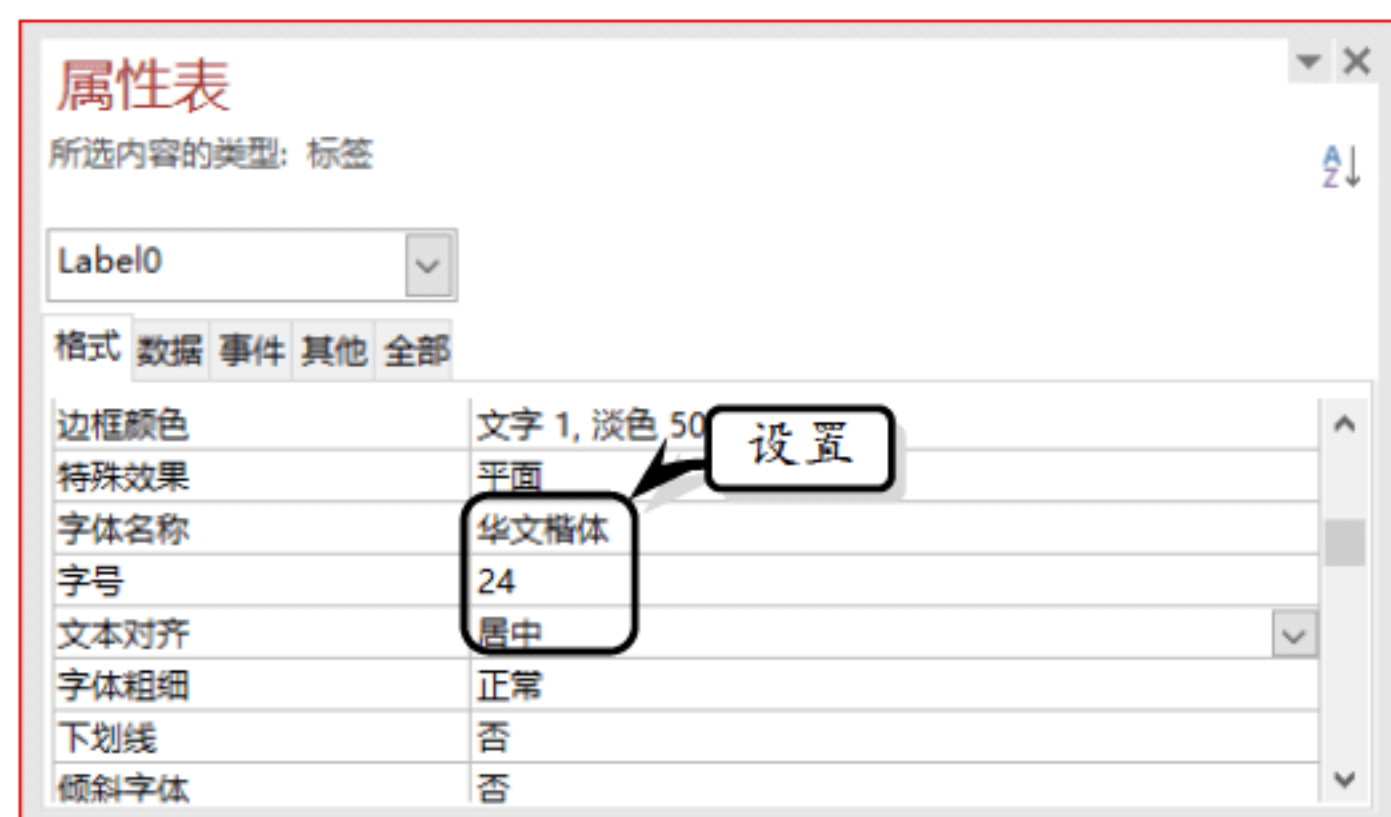 属性表
所选内容的类型: 标签
Label0
格式 数据 事件 其他 全部
边框颜色 文字 1, 淡色 50
设置
特殊效果 平面
字体名称 华文楷体
字号 24
文本对齐 居中
字体粗细 正常
下划线 否
倾斜字体 否